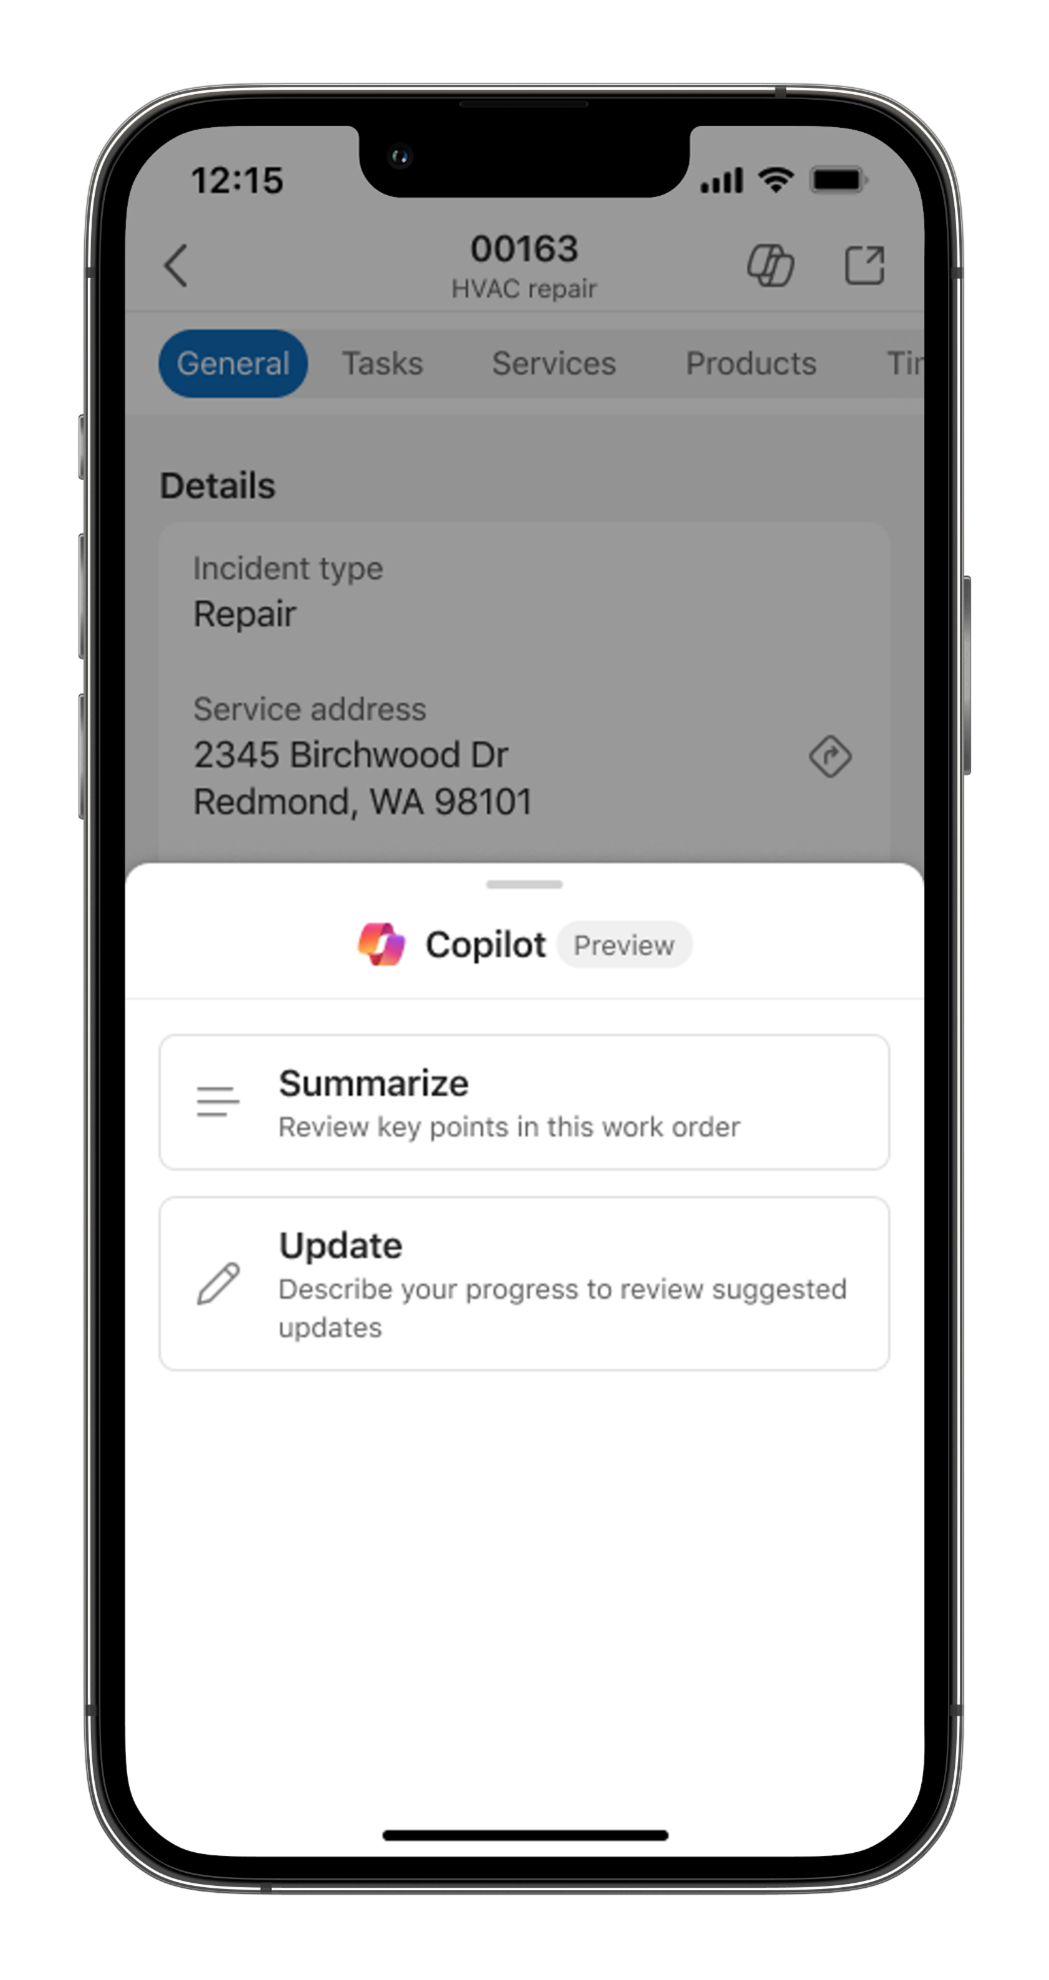 12:15
00163
HVAC repair
General Tasks Services Products Tir
Details
Incident type
Repair
Service address
2345 Birchwood Dr
Redmond, WA 98101
Copilot Preview
Summarize
Review key points in this work order
Update
Describe your progress to review suggested
updates